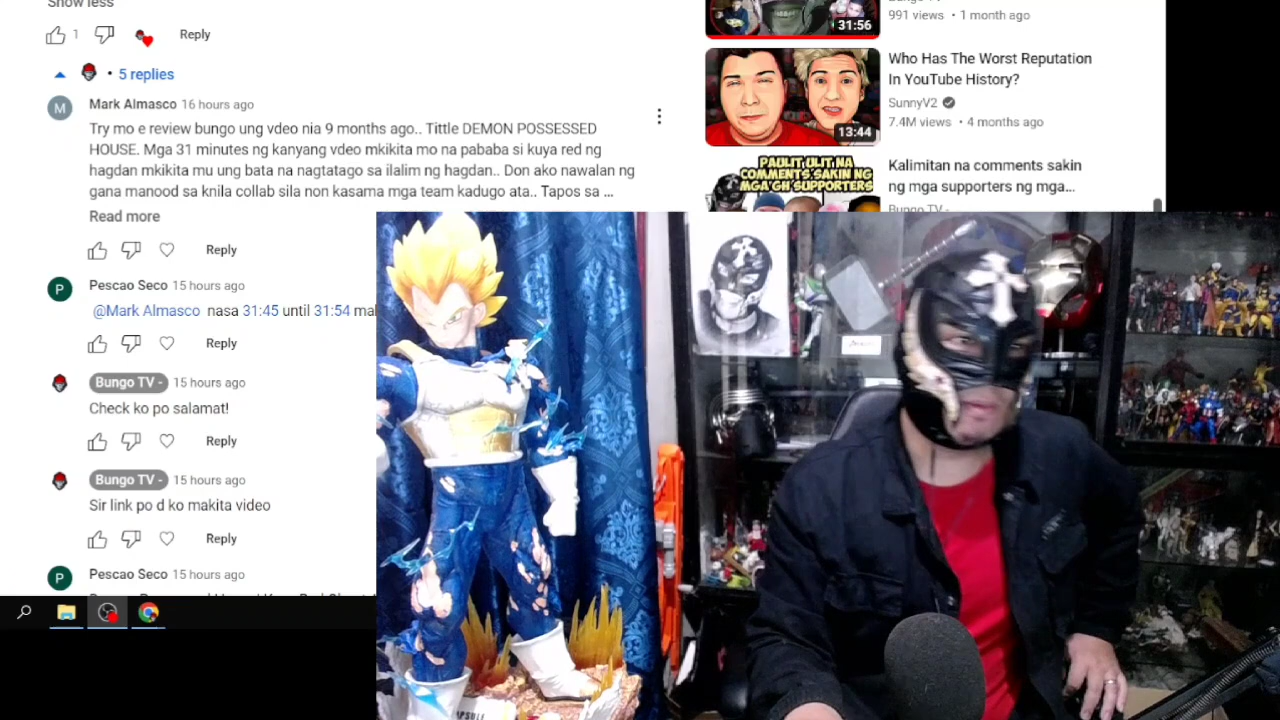 Show less
1
Reply
• 5 replies
M
Mark Almasco 16 hours ago
Try mo e review bungo ung vdeo nia 9 months ago.. Tittle DEMON POSSESSED
HOUSE. Mga 31 minutes ng kanyang vdeo mkikita mo na pababa si kuya red ng
hagdan mkikita mu ung bata na nagtatago sa ilalim ng hagdan.. Don ako nawalan ng
gana manood sa knila collab sila non kasama mga team kadugo ata.. Tapos sa ...
Read more
Reply
P
Pescao Seco 15 hours ago
@Mark Almasco nasa 31:45 until 31:54
Reply
Bungo TV - 15 hours ago
Check ko po salamat!
Reply
Bungo TV - 15 hours ago
Sir link po d ko makita video
Reply
P
Pescao Seco 15 hours ago
Bungo TV -
991 views • 1 month ago
31:56
Who Has The Worst Reputation
In YouTube History?
SunnyV2
7.4M views • 4 months ago
13:44
PAULIT ULIT NA
COMMENTS SAKIN NG
MGA GH SUPPORTERS
Kalimitan na comments sakin
ng mga supporters ng mga...
Bungo TV -